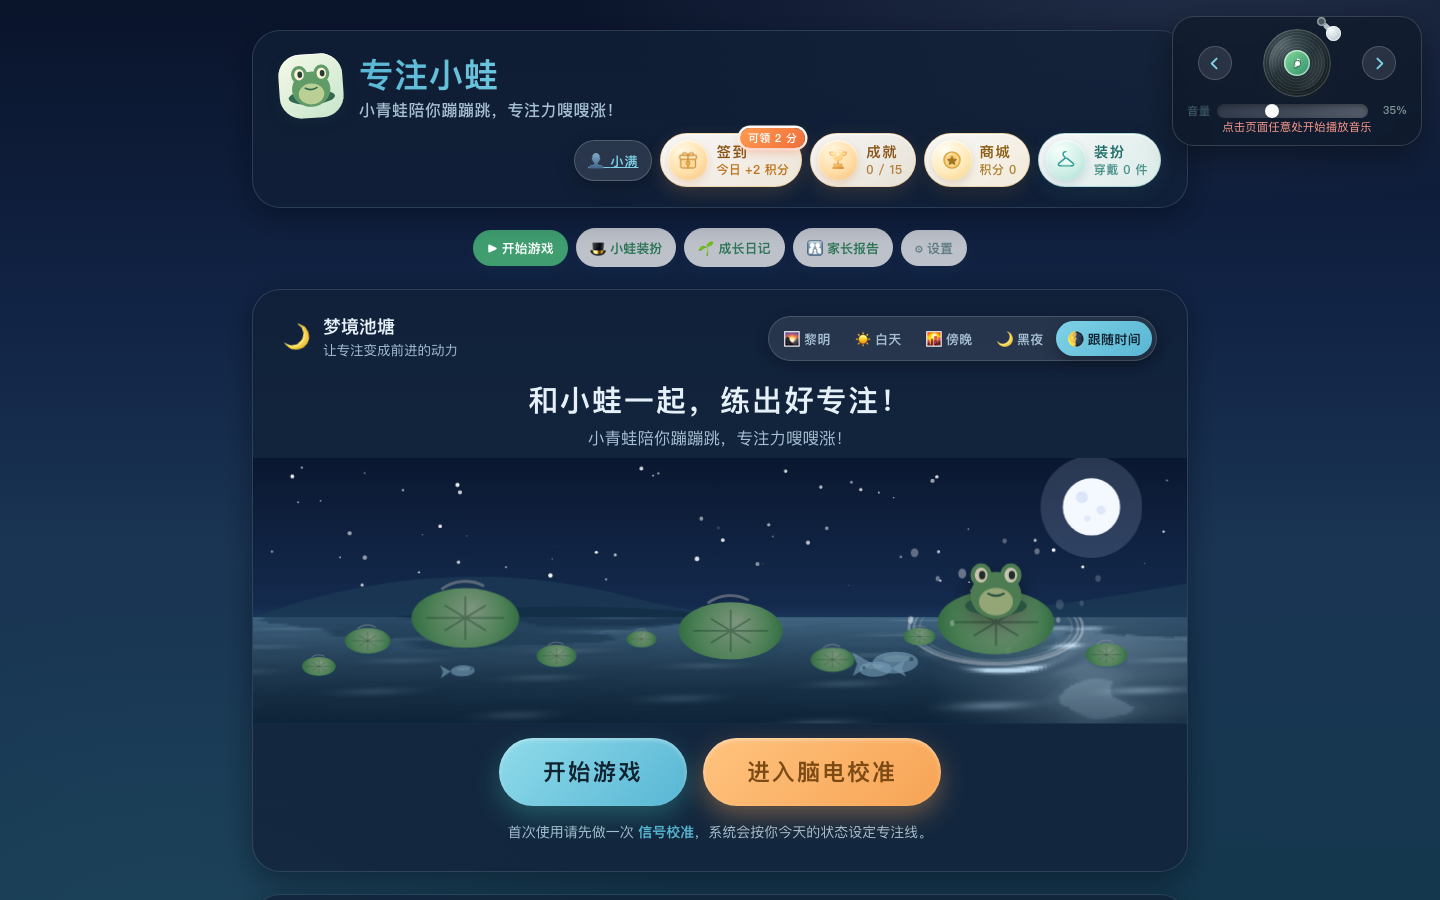 专注小蛙
小青蛙陪你蹦蹦跳，专注力嗖嗖涨！
音量
35%
点击页面任意处开始播放音乐
小满
签到
可领 2 分
今日 +2 积分
成就
0 / 15
商城
积分 0
装扮
穿戴 0 件
开始游戏
小蛙装扮
成长日记
家长报告
设置
梦境池塘
让专注变成前进的动力
黎明
白天
傍晚
黑夜
跟随时间
和小蛙一起，练出好专注！
小青蛙陪你蹦蹦跳，专注力嗖嗖涨！
开始游戏
进入脑电校准
首次使用请先做一次 信号校准，系统会按你今天的状态设定专注线。